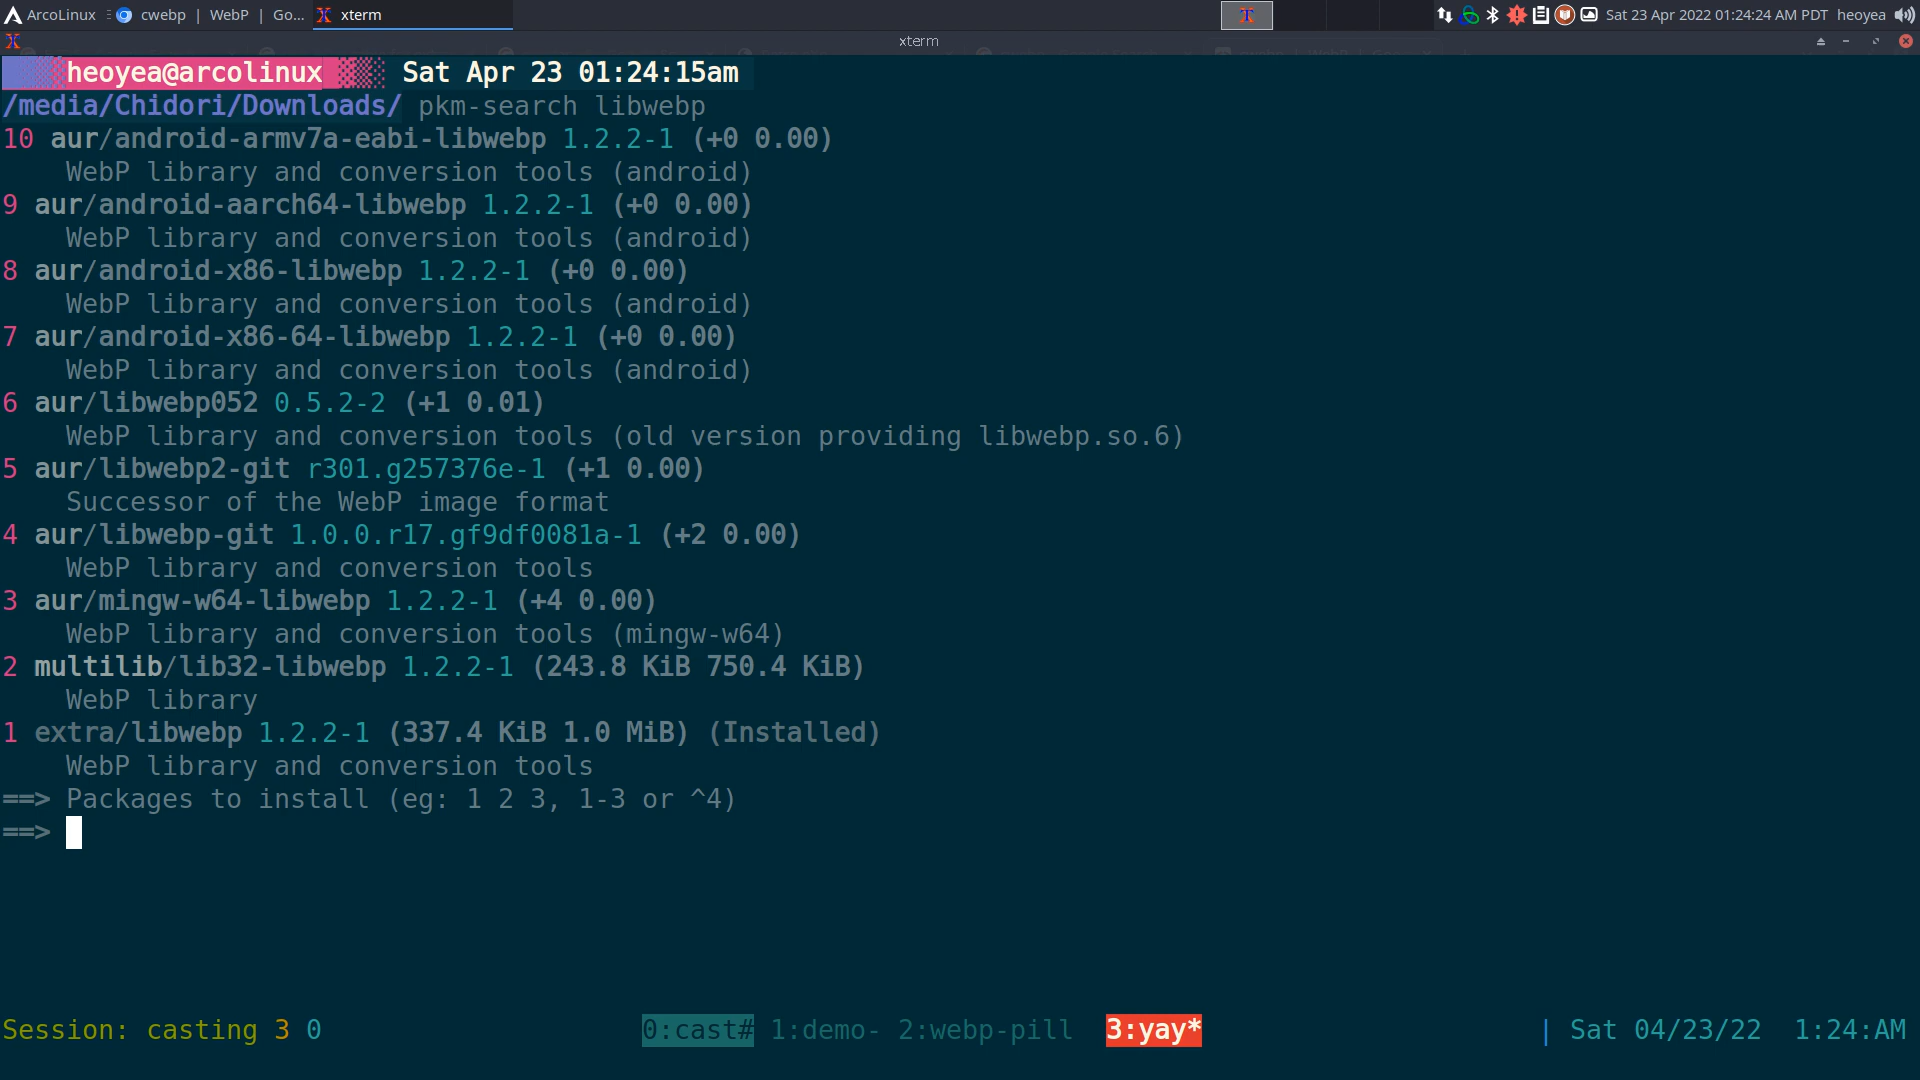 ArcoLinux cwebp | WebP | Go... xterm Sat 23 Apr 2022 01:24:24 AM PDT heoyea
xterm
heoyea@arcolinux Sat Apr 23 01:24:15am
/media/Chidori/Downloads/ pkm-search libwebp
10 aur/android-armv7a-eabi-libwebp 1.2.2-1 (+0 0.00)
WebP library and conversion tools (android)
9 aur/android-aarch64-libwebp 1.2.2-1 (+0 0.00)
WebP library and conversion tools (android)
8 aur/android-x86-libwebp 1.2.2-1 (+0 0.00)
WebP library and conversion tools (android)
7 aur/android-x86-64-libwebp 1.2.2-1 (+0 0.00)
WebP library and conversion tools (android)
6 aur/libwebp052 0.5.2-2 (+1 0.01)
WebP library and conversion tools (old version providing libwebp.so.6)
5 aur/libwebp2-git r301.g257376e-1 (+1 0.00)
Successor of the WebP image format
4 aur/libwebp-git 1.0.0.r17.gf9df0081a-1 (+2 0.00)
WebP library and conversion tools
3 aur/mingw-w64-libwebp 1.2.2-1 (+4 0.00)
WebP library and conversion tools (mingw-w64)
2 multilib/lib32-libwebp 1.2.2-1 (243.8 KiB 750.4 KiB)
WebP library
1 extra/libwebp 1.2.2-1 (337.4 KiB 1.0 MiB) (Installed)
WebP library and conversion tools
==> Packages to install (eg: 1 2 3, 1-3 or ^4)
==>
Session: casting 3 0 0:cast# 1:demo- 2:webp-pill 3:yay* | Sat 04/23/22 1:24:AM